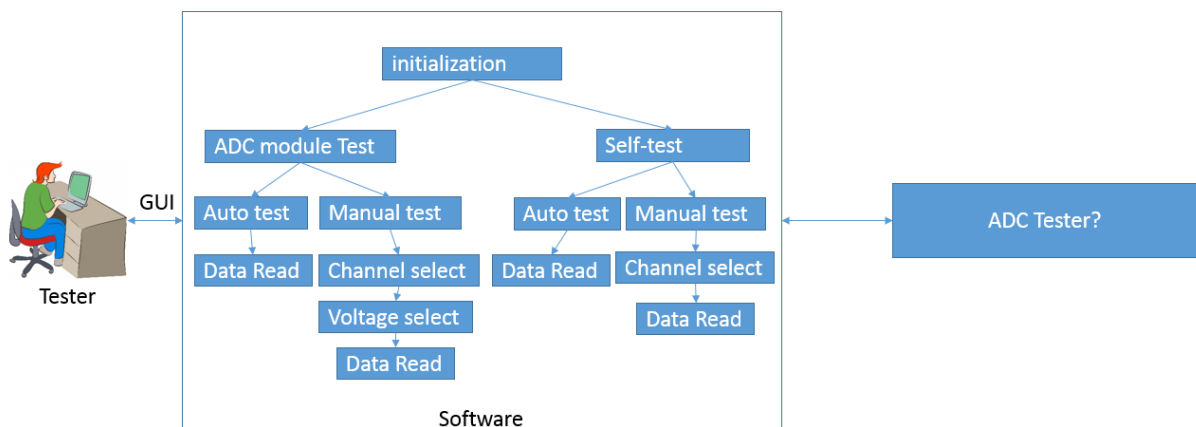 initialization
ADC module Test
Self-test
GUI
Auto test
Manual test
Auto test
Manual test
ADC Tester?
Data Read
Channel select
Data Read
Channel select
Tester
Voltage select
Data Read
Data Read
Software